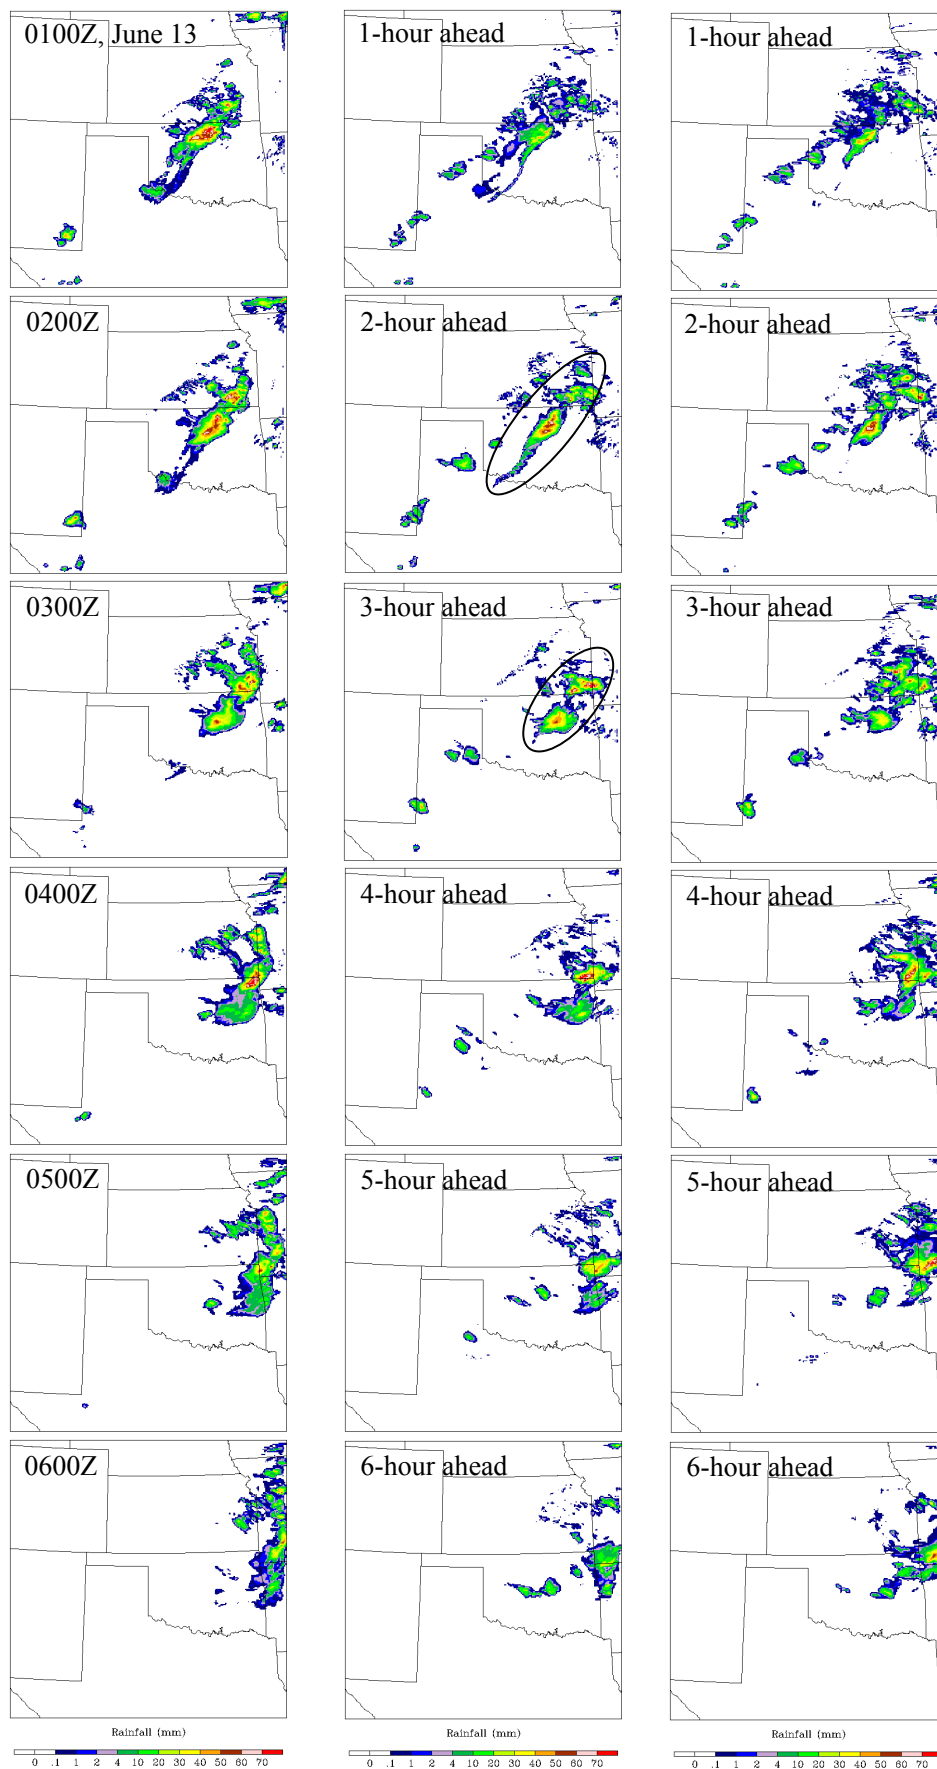 0100Z, June 13
1-hour ahead
1-hour ahead
0200Z
2-hour ahead
2-hour ahead
0300Z
3-hour ahead
3-hour ahead
0400Z
4-hour ahead
4-hour ahead
0500Z
5-hour ahead
5-hour ahead
0600Z
6-hour ahead
6-hour ahead
Rainfall (mm)
Rainfall (mm)
Rainfall (mm)
0 .1 1 2 4 10 20 30 40 50 60 70
0 .1 1 2 4 10 20 30 40 50 60 70
0 .1 1 2 4 10 20 30 40 50 60 70